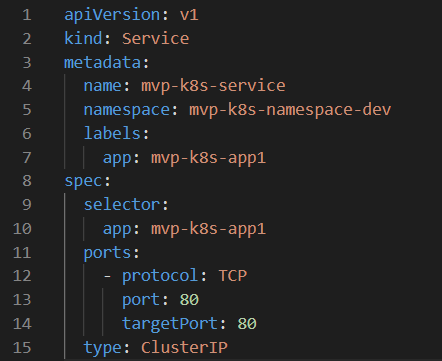 1 apiVersion: v1
2 kind: Service
3 metadata:
4   name: mvp-k8s-service
5   namespace: mvp-k8s-namespace-dev
6   labels:
7     app: mvp-k8s-app1
8 spec:
9   selector:
10     app: mvp-k8s-app1
11   ports:
12     - protocol: TCP
13       port: 80
14       targetPort: 80
15   type: ClusterIP